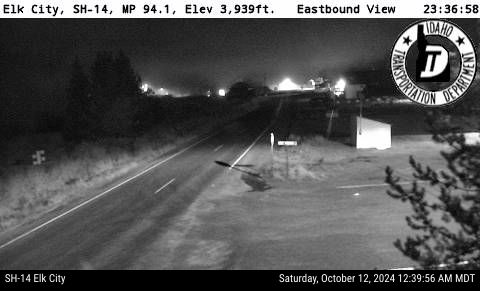 Elk City, SH-14, MP 94.1, Elev 3,939ft. Eastbound View 23:36:58
IDAHO
TRANSPORTATION DEPARTMENT
SH-14 Elk City Saturday, October 12, 2024 12:39:56 AM MDT